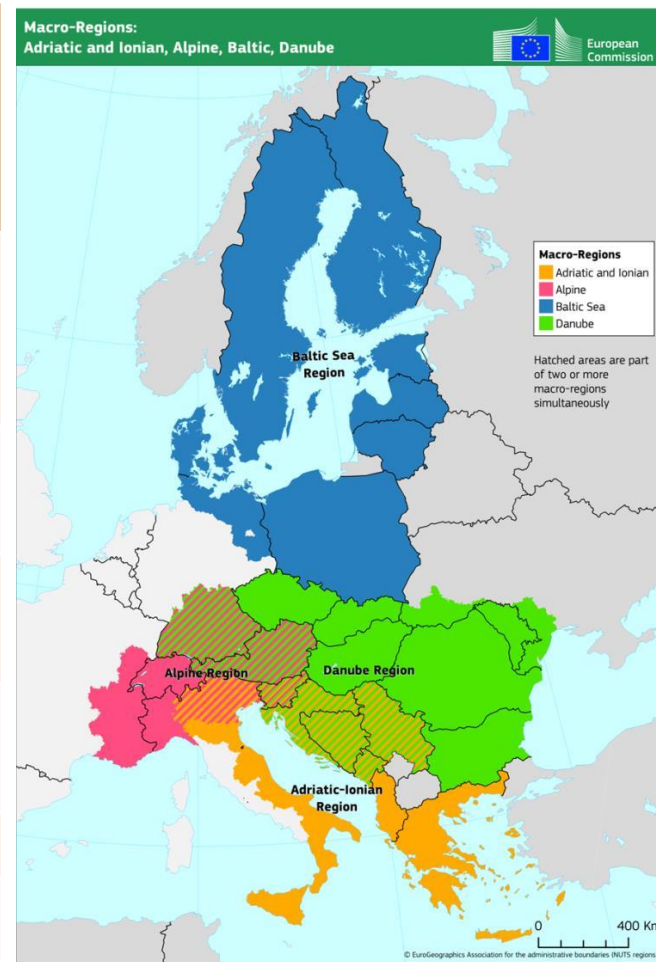 Macro-Regions:
Adriatic and Ionian, Alpine, Baltic, Danube
European
Commission
Macro-Regions
Adriatic and Ionian
Alpine
Baltic Sea
Danube
Hatched areas are part
of two or more
macro-regions
simultaneously
Baltic Sea
Region
Alpine Region
Danube Region
Adriatic-Ionian
Region
0 400 Km
© EuroGeographics Association for the administrative boundaries (NUTS regions